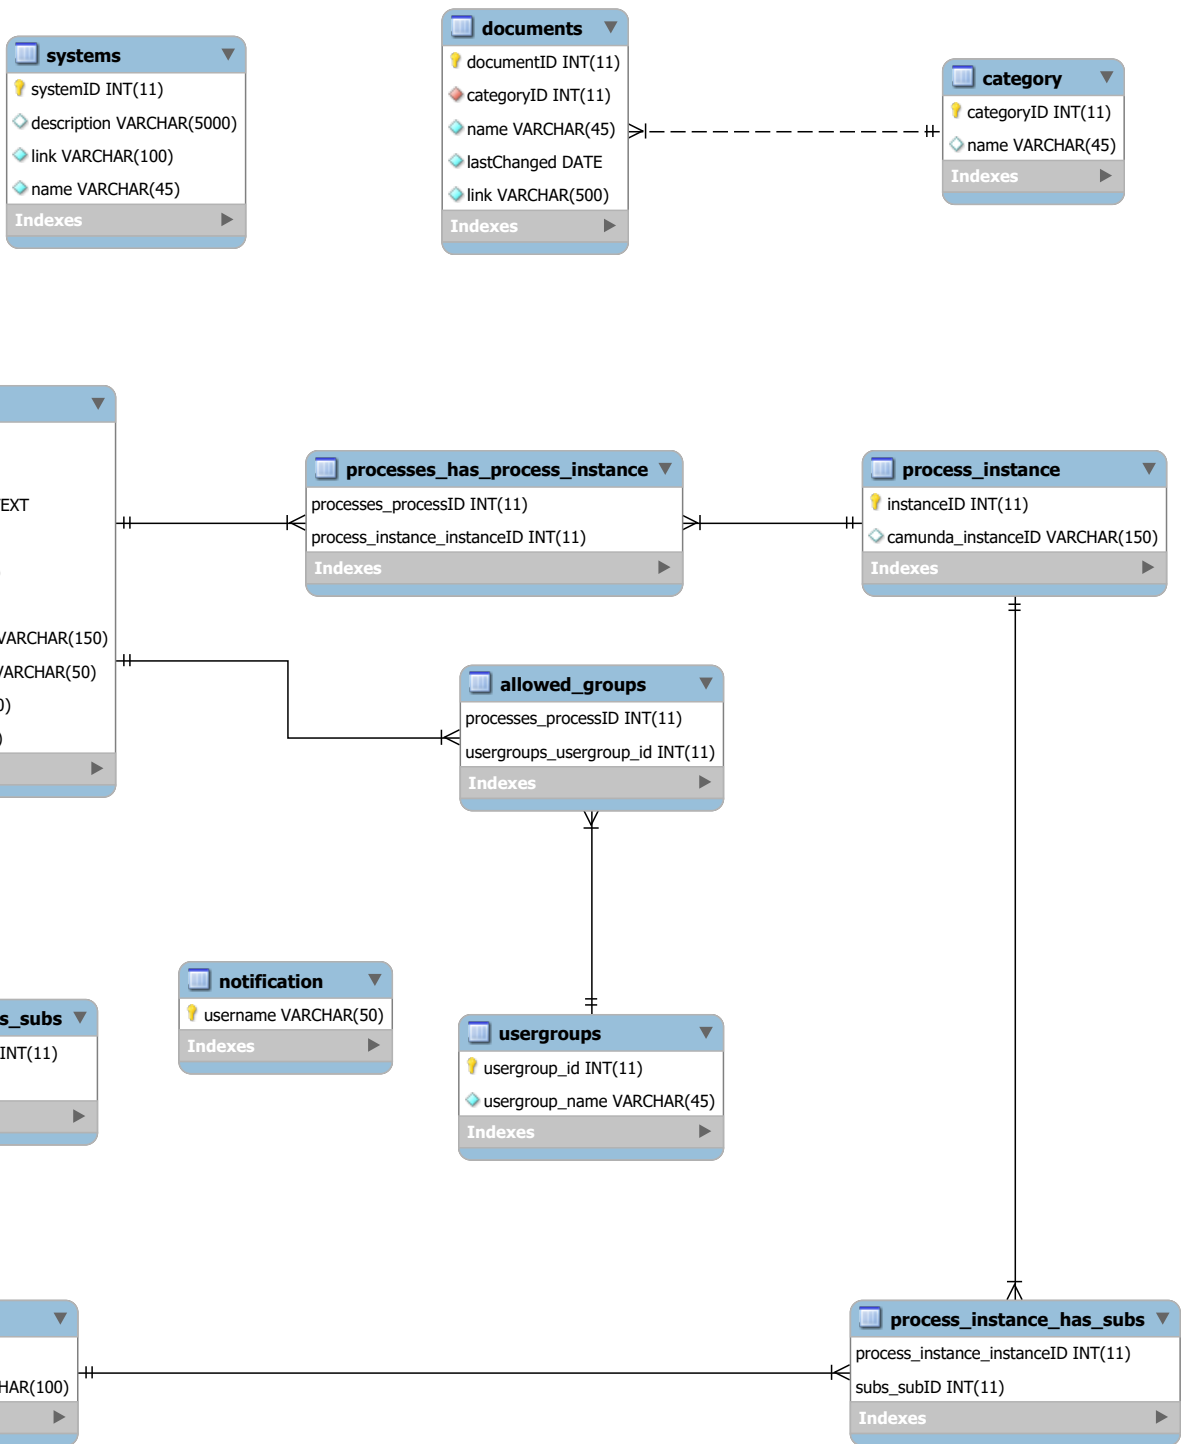 systems
systemID INT(11)
description VARCHAR(5000)
link VARCHAR(100)
name VARCHAR(45)
Indexes
documents
documentID INT(11)
categoryID INT(11)
name VARCHAR(45)
lastChanged DATE
link VARCHAR(500)
Indexes
category
categoryID INT(11)
name VARCHAR(45)
Indexes
EXT
)
VARCHAR(150)
VARCHAR(50)
0)
)
processes_has_process_instance
processes_processID INT(11)
process_instance_instanceID INT(11)
Indexes
process_instance
instanceID INT(11)
camunda_instanceID VARCHAR(150)
Indexes
allowed_groups
processes_processID INT(11)
usergroups_usergroup_id INT(11)
Indexes
notification
username VARCHAR(50)
Indexes
s_subs
INT(11)
usergroups
usergroup_id INT(11)
usergroup_name VARCHAR(45)
Indexes
HAR(100)
process_instance_has_subs
process_instance_instanceID INT(11)
subs_subID INT(11)
Indexes